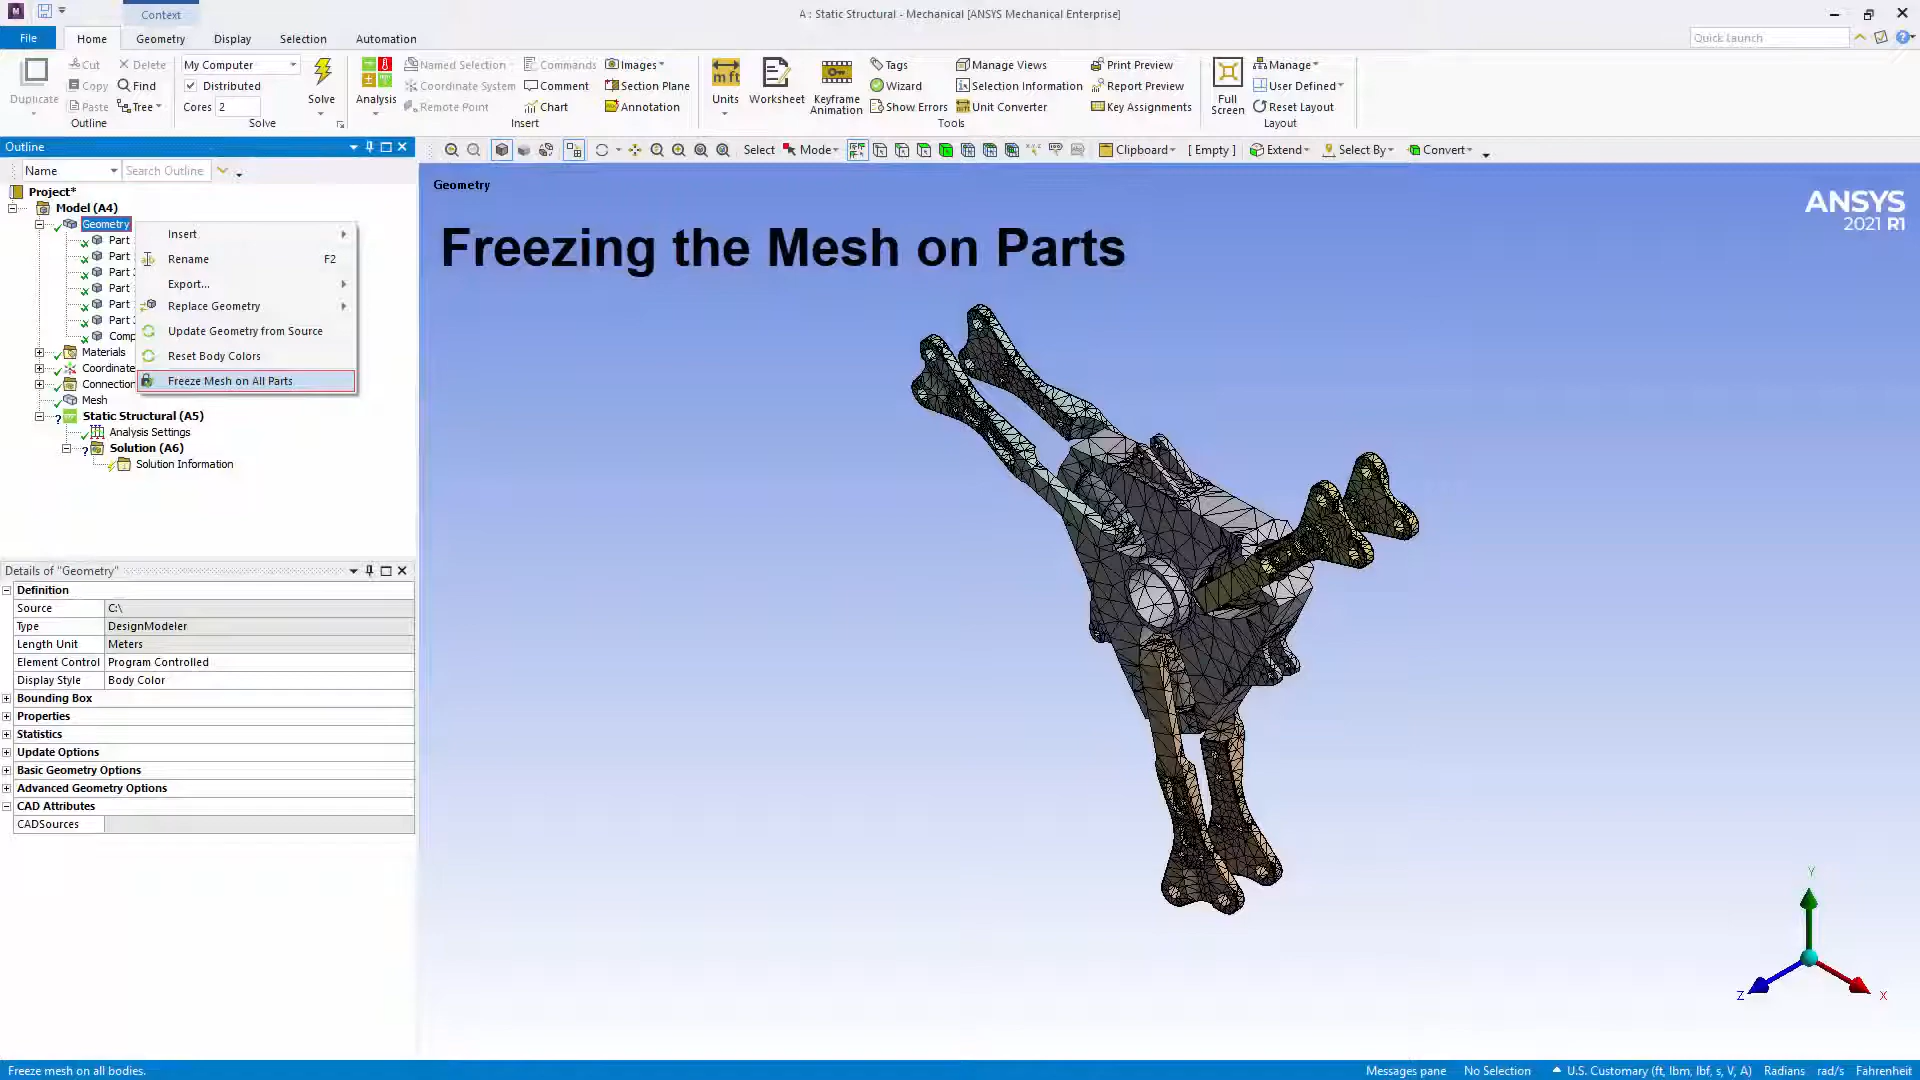 Context
A : Static Structural - Mechanical [ANSYS Mechanical Enterprise]
File Home Geometry Display Selection Automation Quick Launch
Duplicate
Outline
Cut Delete
Copy Find
Paste Tree
My Computer
Distributed
Cores 2
Solve
Solve
Analysis
Named Selection Commands Images
Coordinate System Comment Section Plane
Remote Point Chart Annotation
Insert
Units Worksheet Keyframe Animation
Tags Manage Views Print Preview
Wizard Selection Information Report Preview
Show Errors Unit Converter Key Assignments
Tools
Full Screen
Manage
User Defined
Reset Layout
Layout
Outline
Select Mode Clipboard [ Empty ] Extend Select By Convert
Name Search Outline
Project*
Model (A4)
Geometry
Part
Part
Part
Part
Part
Part
Comp
Materials
Coordinate
Connection
Mesh
Static Structural (A5)
Analysis Settings
Solution (A6)
Solution Information
Insert
Rename F2
Export...
Replace Geometry
Update Geometry from Source
Reset Body Colors
Freeze Mesh on All Parts
Geometry
Freezing the Mesh on Parts
ANSYS
2021 R1
Details of "Geometry"
Definition
Source C:\
Type DesignModeler
Length Unit Meters
Element Control Program Controlled
Display Style Body Color
Bounding Box
Properties
Statistics
Update Options
Basic Geometry Options
Advanced Geometry Options
CAD Attributes
CADSources
Y
Z
X
Freeze mesh on all bodies. Messages pane No Selection U.S. Customary (ft, lbm, lbf, s, V, A) Radians rad/s Fahrenheit